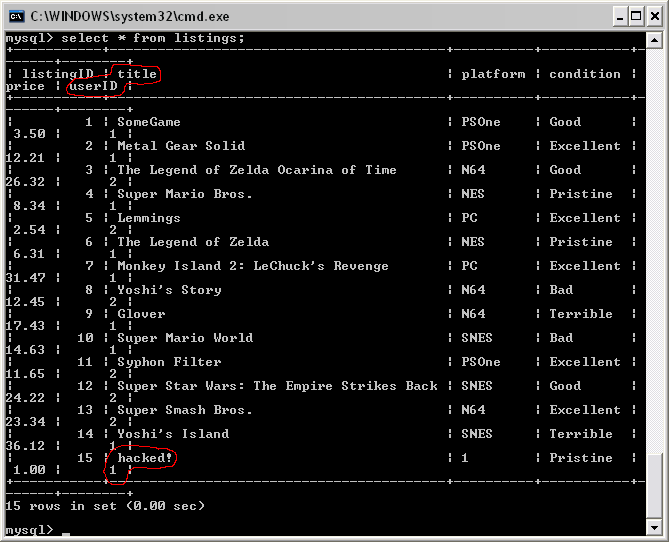 C:\WINDOWS\system32\cmd.exe
mysql> select * from listings;
+-----------+------------------------------------------+----------+-----------+
------+--------+
| listingID | title | platform | condition |
price | userID |
+-----------+------------------------------------------+----------+-----------+
------+--------+
| 1 | SomeGame | PSOne | Good |
3.50 | 1 |
| 2 | Metal Gear Solid | PSOne | Excellent |
12.21 | 1 |
| 3 | The Legend of Zelda Ocarina of Time | N64 | Good |
26.32 | 2 |
| 4 | Super Mario Bros. | NES | Pristine |
8.34 | 1 |
| 5 | Lemmings | PC | Excellent |
2.54 | 2 |
| 6 | The Legend of Zelda | NES | Pristine |
6.31 | 1 |
| 7 | Monkey Island 2: LeChuck's Revenge | PC | Excellent |
31.47 | 1 |
| 8 | Yoshi's Story | N64 | Bad |
12.45 | 2 |
| 9 | Glover | N64 | Terrible |
17.43 | 1 |
| 10 | Super Mario World | SNES | Bad |
14.63 | 1 |
| 11 | Syphon Filter | PSOne | Excellent |
11.65 | 2 |
| 12 | Super Star Wars: The Empire Strikes Back | SNES | Good |
24.22 | 2 |
| 13 | Super Smash Bros. | N64 | Excellent |
23.34 | 2 |
| 14 | Yoshi's Island | SNES | Terrible |
36.12 | 1 |
| 15 | hacked! | 1 | Pristine |
1.00 | 1 |
+-----------+------------------------------------------+----------+-----------+
------+--------+
15 rows in set (0.00 sec)
mysql> _